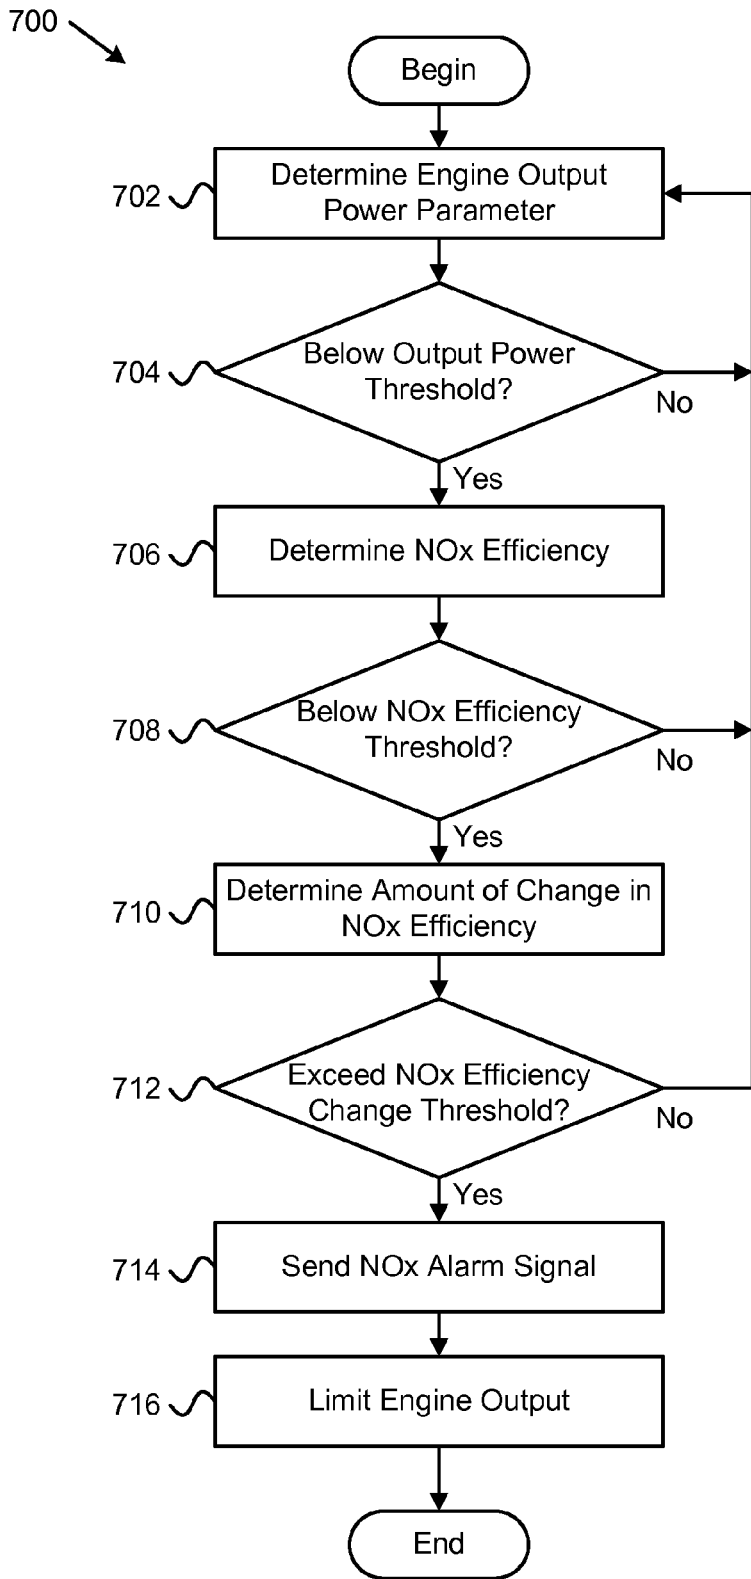 700
Begin
702
Determine Engine Output
Power Parameter
704
Below Output Power
Threshold?
No
Yes
706
Determine NOx Efficiency
708
Below NOx Efficiency
Threshold?
No
Yes
710
Determine Amount of Change in
NOx Efficiency
712
Exceed NOx Efficiency
Change Threshold?
No
Yes
714
Send NOx Alarm Signal
716
Limit Engine Output
End